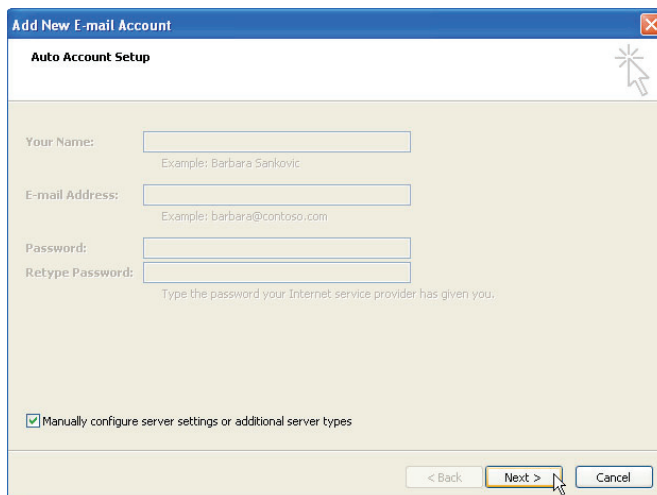 Add New E-mail Account
Auto Account Setup
Your Name:
Example: Barbara Sankovic
E-mail Address:
Example: barbara@contoso.com
Password:
Retype Password:
Type the password your Internet service provider has given you.
Manually configure server settings or additional server types
< Back Next > Cancel